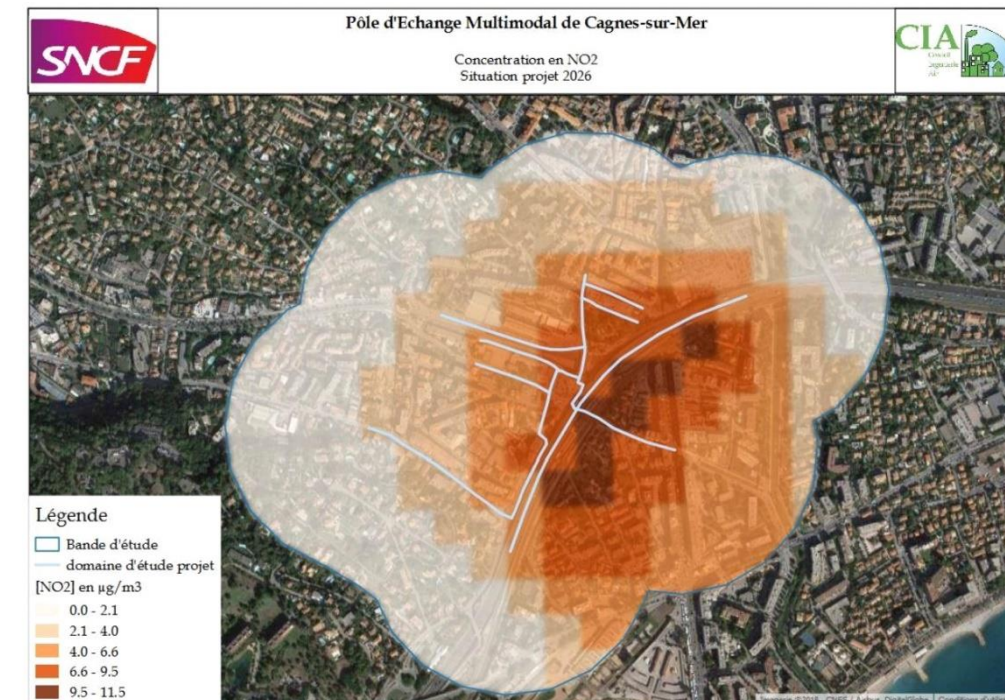 SNCF
Pôle d'Echange Multimodal de Cagnes-sur-Mer
Concentration en NO2
Situation projet 2026
CIA
Conseil
Air
Légende
Bande d'étude
domaine d'étude projet
[NO2] en µg/m3
0.0 - 2.1
2.1 - 4.0
4.0 - 6.6
6.6 - 9.5
9.5 - 11.5